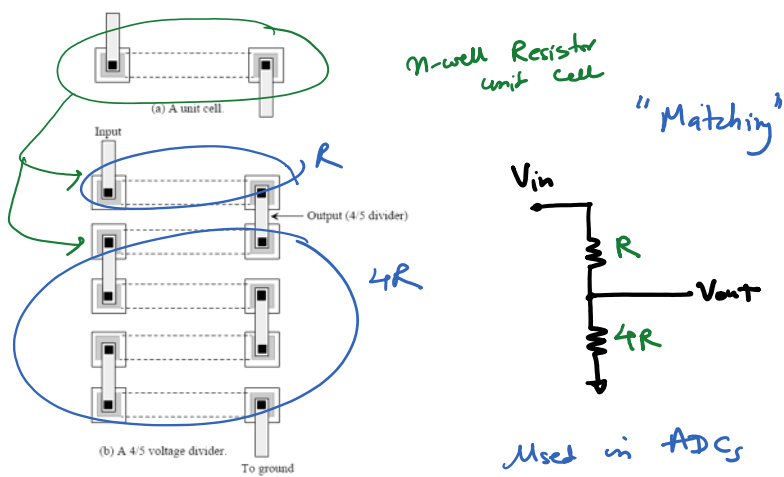 n-well Resistor
unit cell
(a) A unit cell.
"Matching"
Input
R
Vin
Output (4/5 divider)
R
4R
Vout
4R
(b) A 4/5 voltage divider.
To ground
Used in ADCs